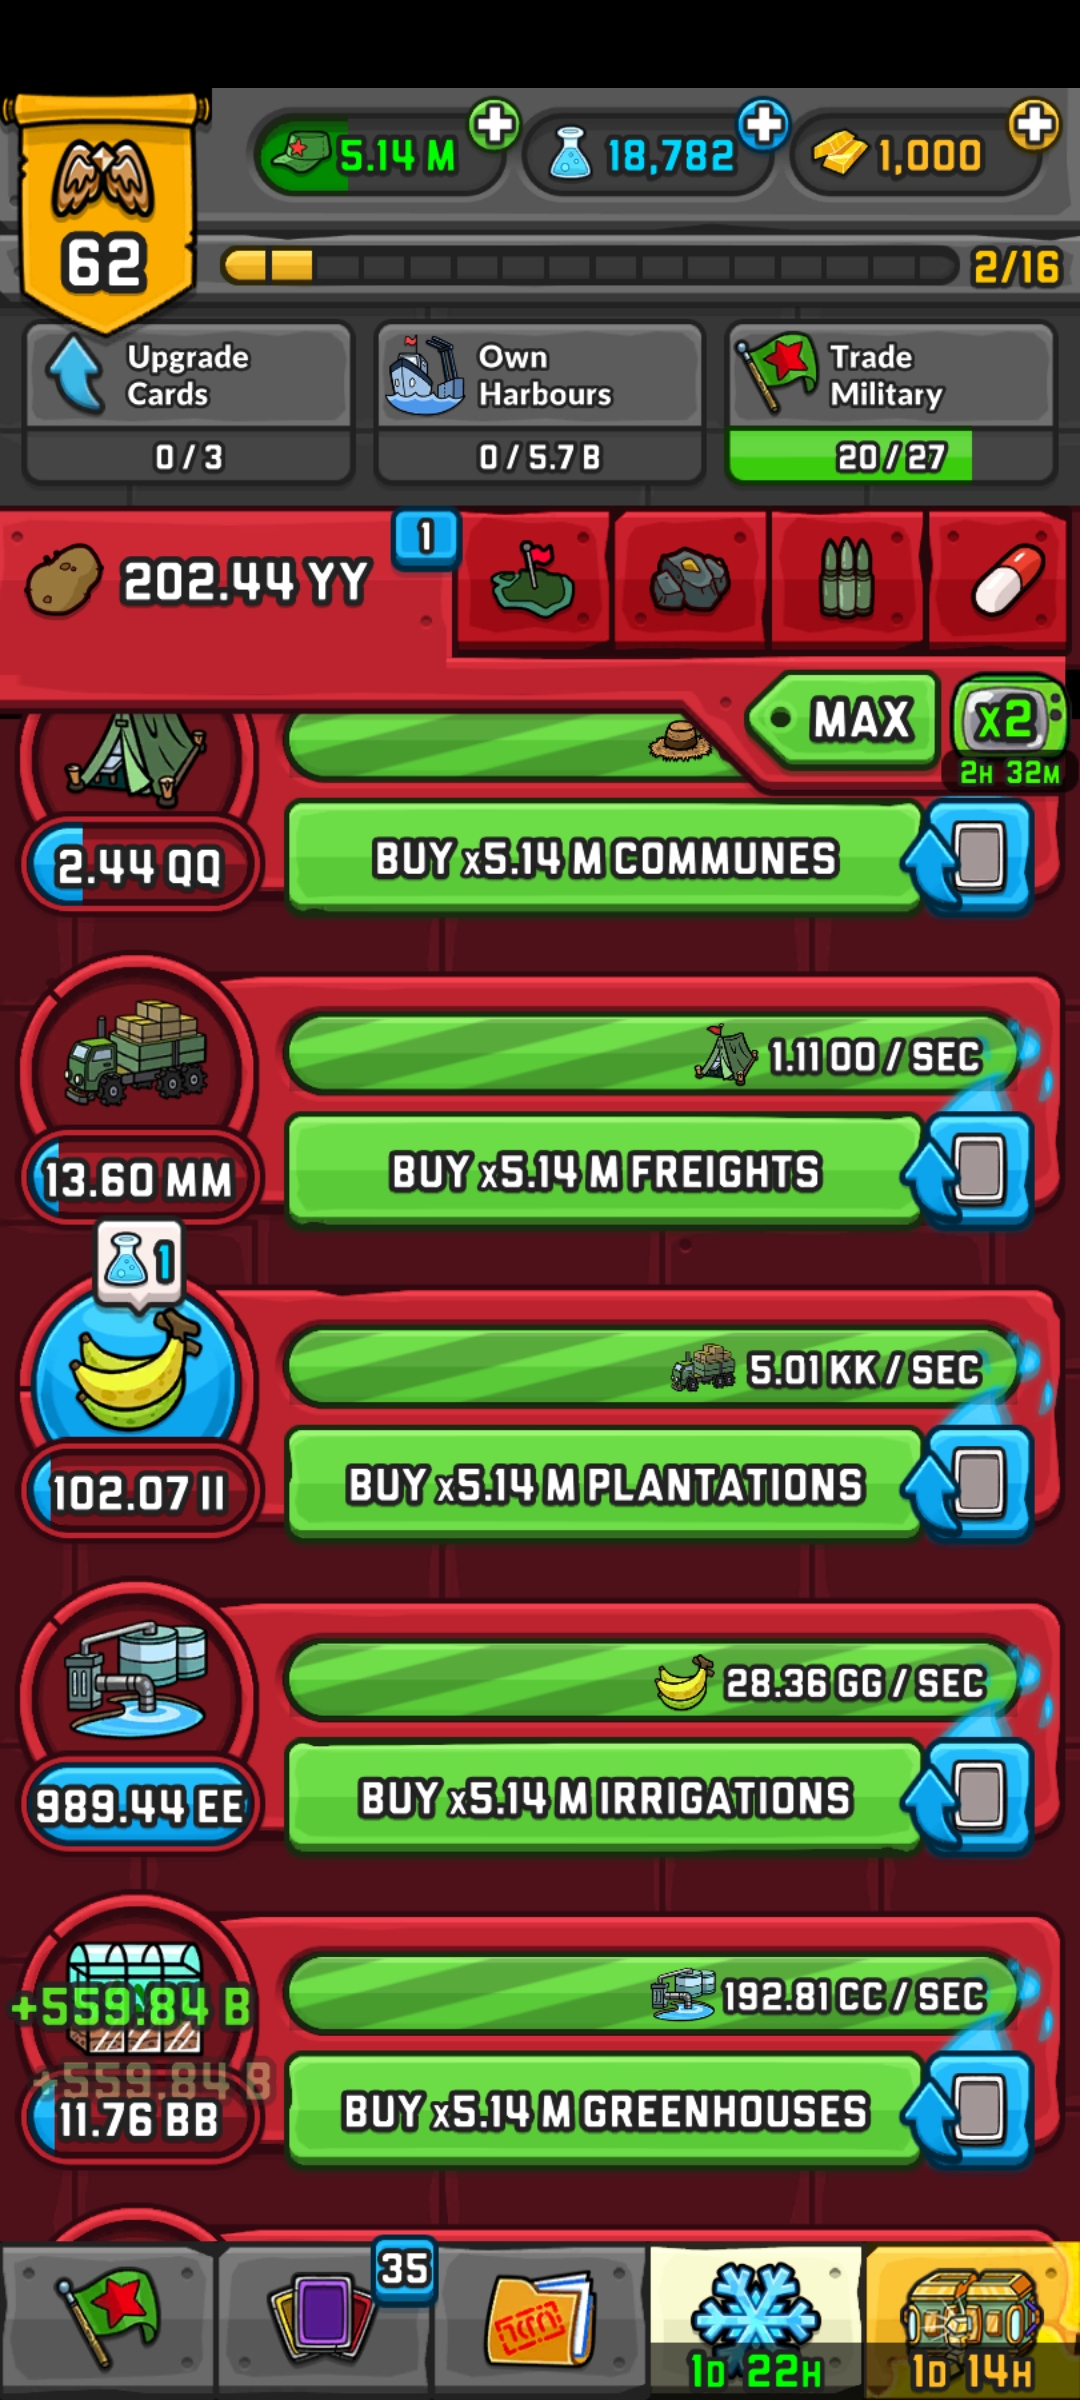 5.14 M
18,782
1,000
62
2/16
Upgrade
Cards
0 / 3
Own
Harbours
0 / 5.7 B
Trade
Military
20 / 27
202.44 YY
1
MAX
x2
2H 32M
2.44 QQ
BUY x5.14 M COMMUNES
1.11 OO / SEC
13.60 MM
BUY x5.14 M FREIGHTS
1
5.01 KK / SEC
102.07 II
BUY x5.14 M PLANTATIONS
28.36 GG / SEC
989.44 EE
BUY x5.14 M IRRIGATIONS
+559.84 B
192.81 CC / SEC
+559.84 B
11.76 BB
BUY x5.14 M GREENHOUSES
35
1D 22H
1D 14H